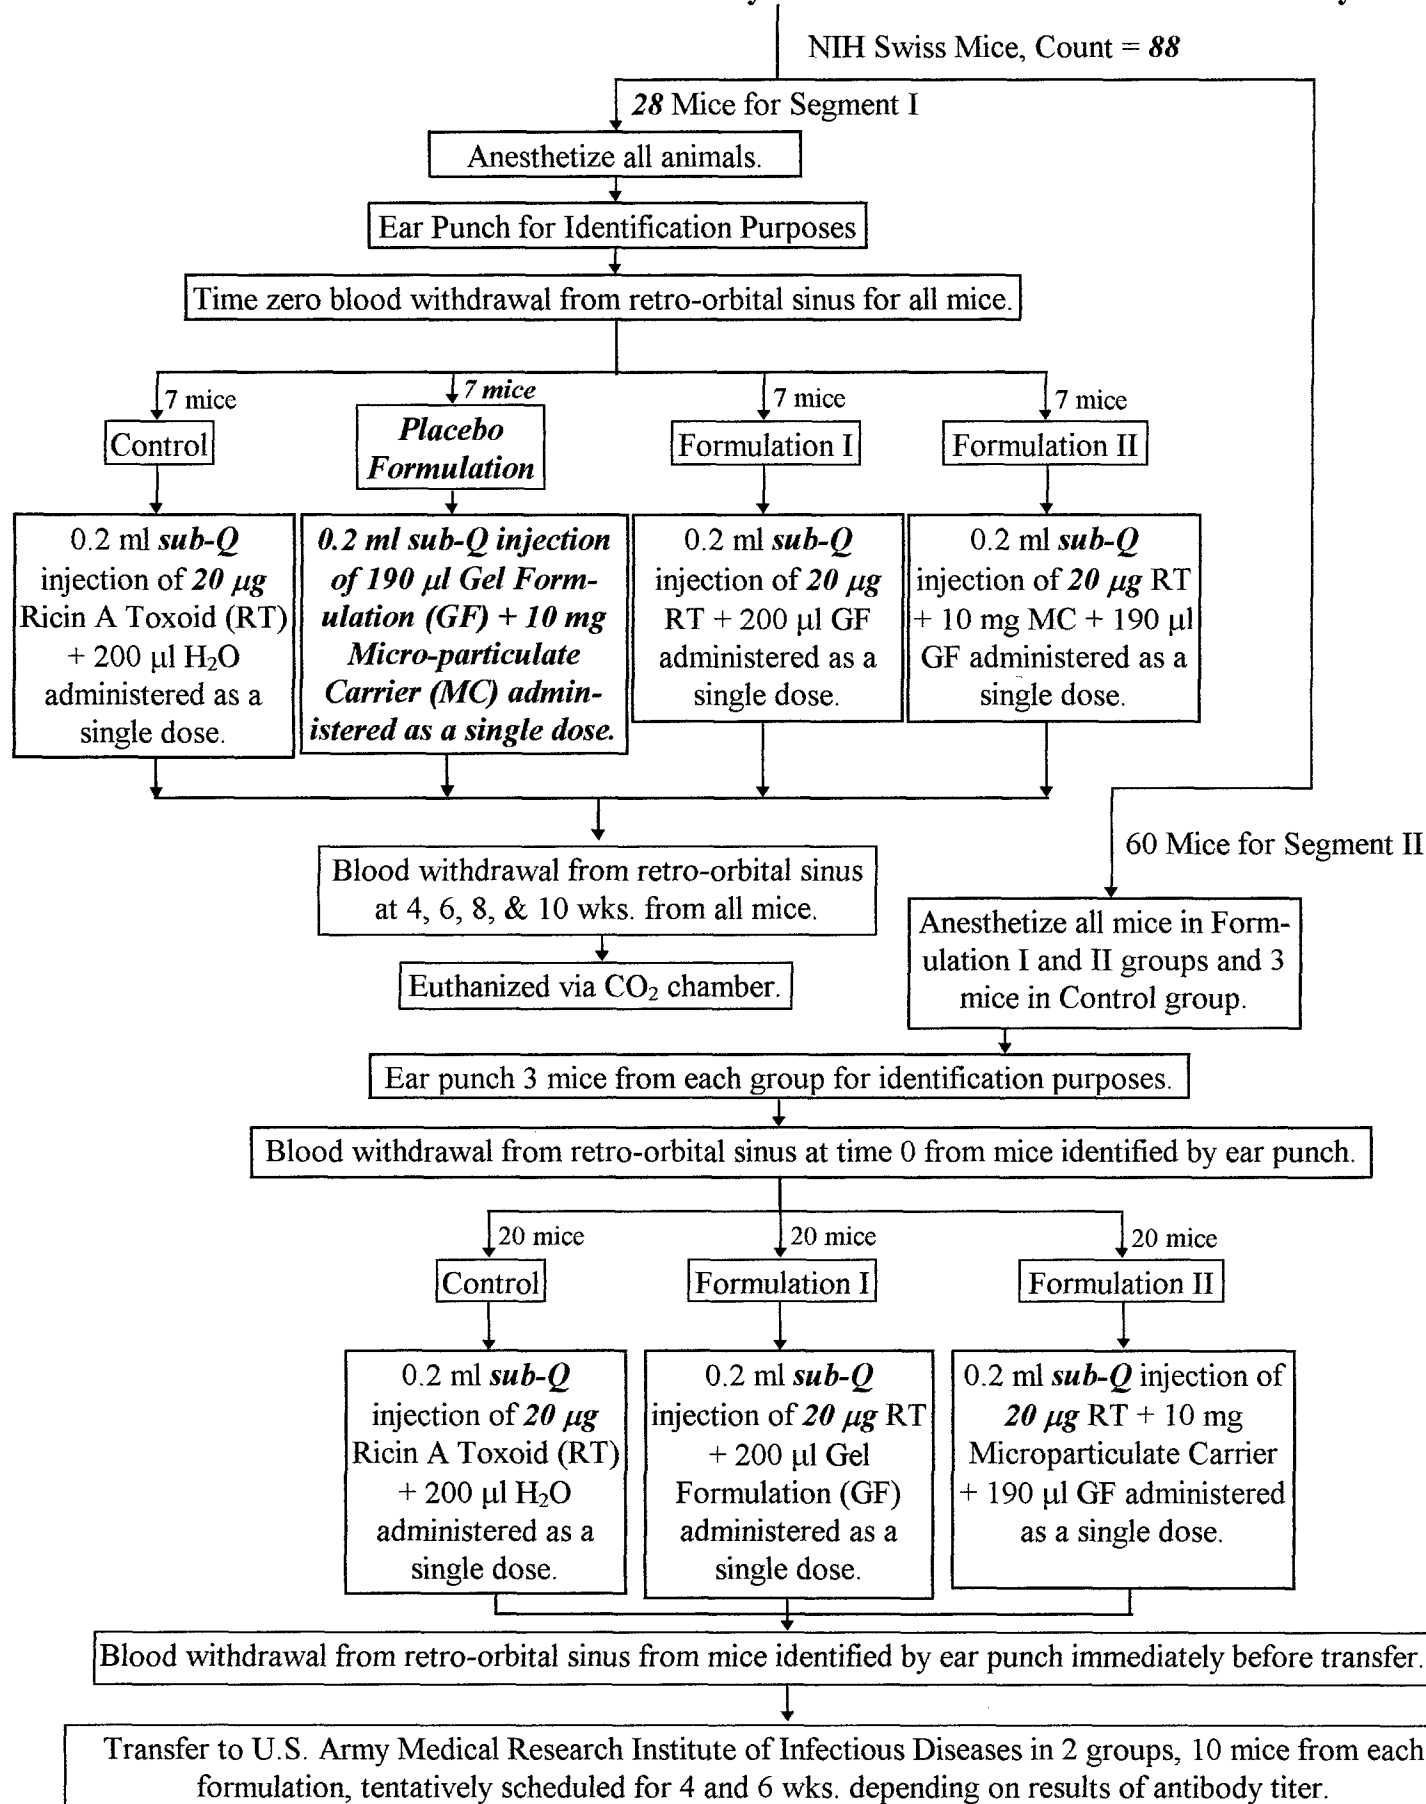 NIH Swiss Mice, Count = 88
28 Mice for Segment I
Anesthetize all animals.
Ear Punch for Identification Purposes
Time zero blood withdrawal from retro-orbital sinus for all mice.
7 mice
7 mice
7 mice
7 mice
Control
Placebo
Formulation
Formulation I
Formulation II
0.2 ml sub-Q
injection of 20 µg
Ricin A Toxoid (RT)
+ 200 µl H₂O
administered as a
single dose.
0.2 ml sub-Q injection
of 190 µl Gel Form-
ulation (GF) + 10 mg
Micro-particulate
Carrier (MC) admin-
istered as a single dose.
0.2 ml sub-Q
injection of 20 µg
RT + 200 µl GF
administered as a
single dose.
0.2 ml sub-Q
injection of 20 µg RT
+ 10 mg MC + 190 µl
GF administered as a
single dose.
Blood withdrawal from retro-orbital sinus
at 4, 6, 8, & 10 wks. from all mice.
Euthanized via CO₂ chamber.
60 Mice for Segment II
Anesthetize all mice in Form-
ulation I and II groups and 3
mice in Control group.
Ear punch 3 mice from each group for identification purposes.
Blood withdrawal from retro-orbital sinus at time 0 from mice identified by ear punch.
20 mice
20 mice
20 mice
Control
Formulation I
Formulation II
0.2 ml sub-Q
injection of 20 µg
Ricin A Toxoid (RT)
+ 200 µl H₂O
administered as a
single dose.
0.2 ml sub-Q
injection of 20 µg RT
+ 200 µl Gel
Formulation (GF)
administered as a
single dose.
0.2 ml sub-Q injection of
20 µg RT + 10 mg
Microparticulate Carrier
+ 190 µl GF administered
as a single dose.
Blood withdrawal from retro-orbital sinus from mice identified by ear punch immediately before transfer.
Transfer to U.S. Army Medical Research Institute of Infectious Diseases in 2 groups, 10 mice from each
formulation, tentatively scheduled for 4 and 6 wks. depending on results of antibody titer.